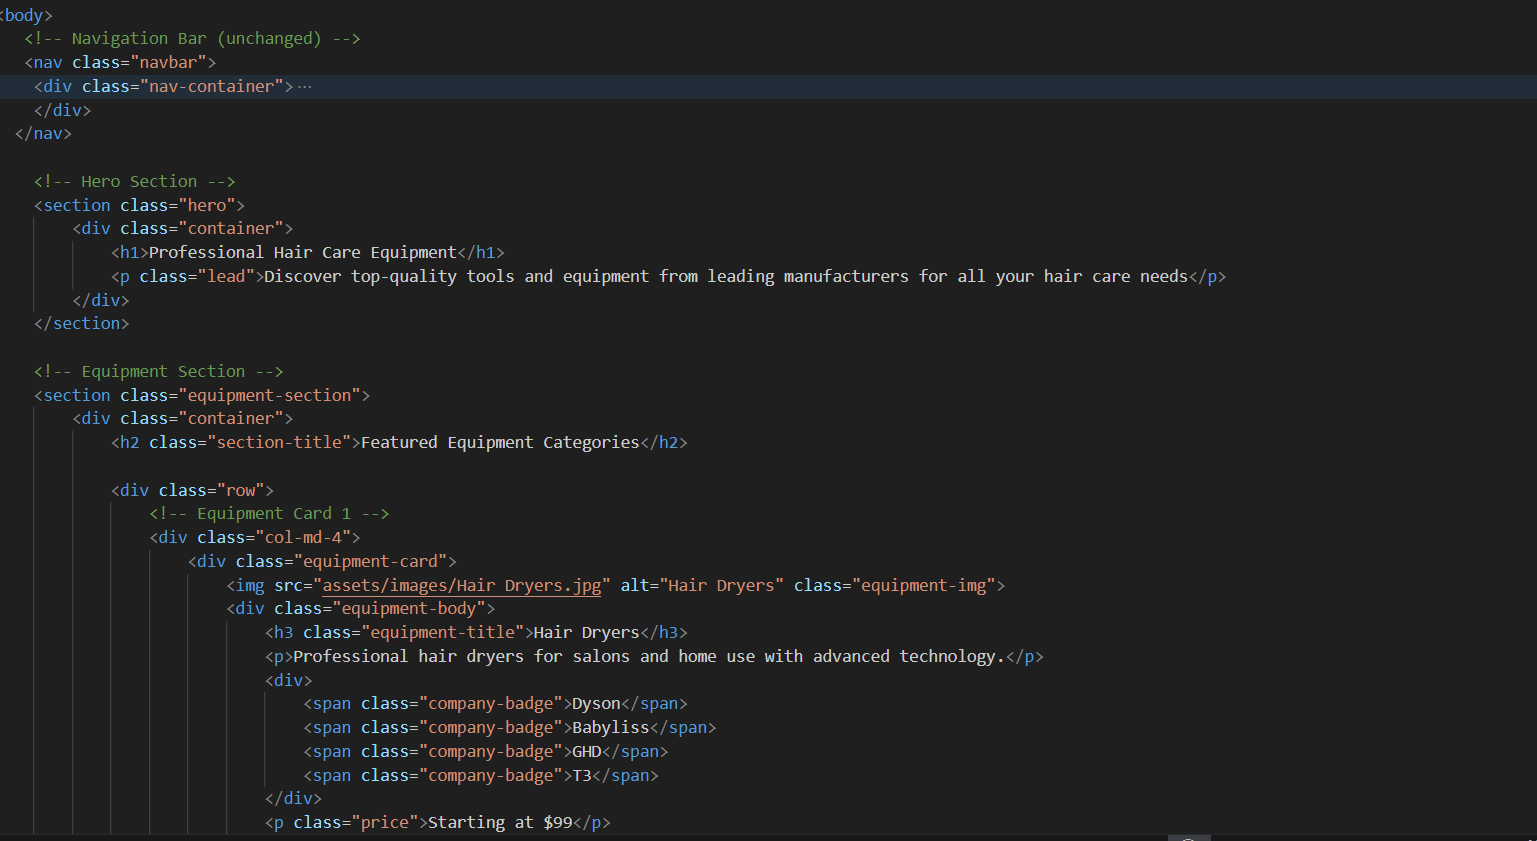 <body>
<!-- Navigation Bar (unchanged) -->
<nav class="navbar">
<div class="nav-container">···
</div>
</nav>
<!-- Hero Section -->
<section class="hero">
<div class="container">
<h1>Professional Hair Care Equipment</h1>
<p class="lead">Discover top-quality tools and equipment from leading manufacturers for all your hair care needs</p>
</div>
</section>
<!-- Equipment Section -->
<section class="equipment-section">
<div class="container">
<h2 class="section-title">Featured Equipment Categories</h2>
<div class="row">
<!-- Equipment Card 1 -->
<div class="col-md-4">
<div class="equipment-card">
<img src="assets/images/Hair Dryers.jpg" alt="Hair Dryers" class="equipment-img">
<div class="equipment-body">
<h3 class="equipment-title">Hair Dryers</h3>
<p>Professional hair dryers for salons and home use with advanced technology.</p>
<div>
<span class="company-badge">Dyson</span>
<span class="company-badge">Babyliss</span>
<span class="company-badge">GHD</span>
<span class="company-badge">T3</span>
</div>
<p class="price">Starting at $99</p>